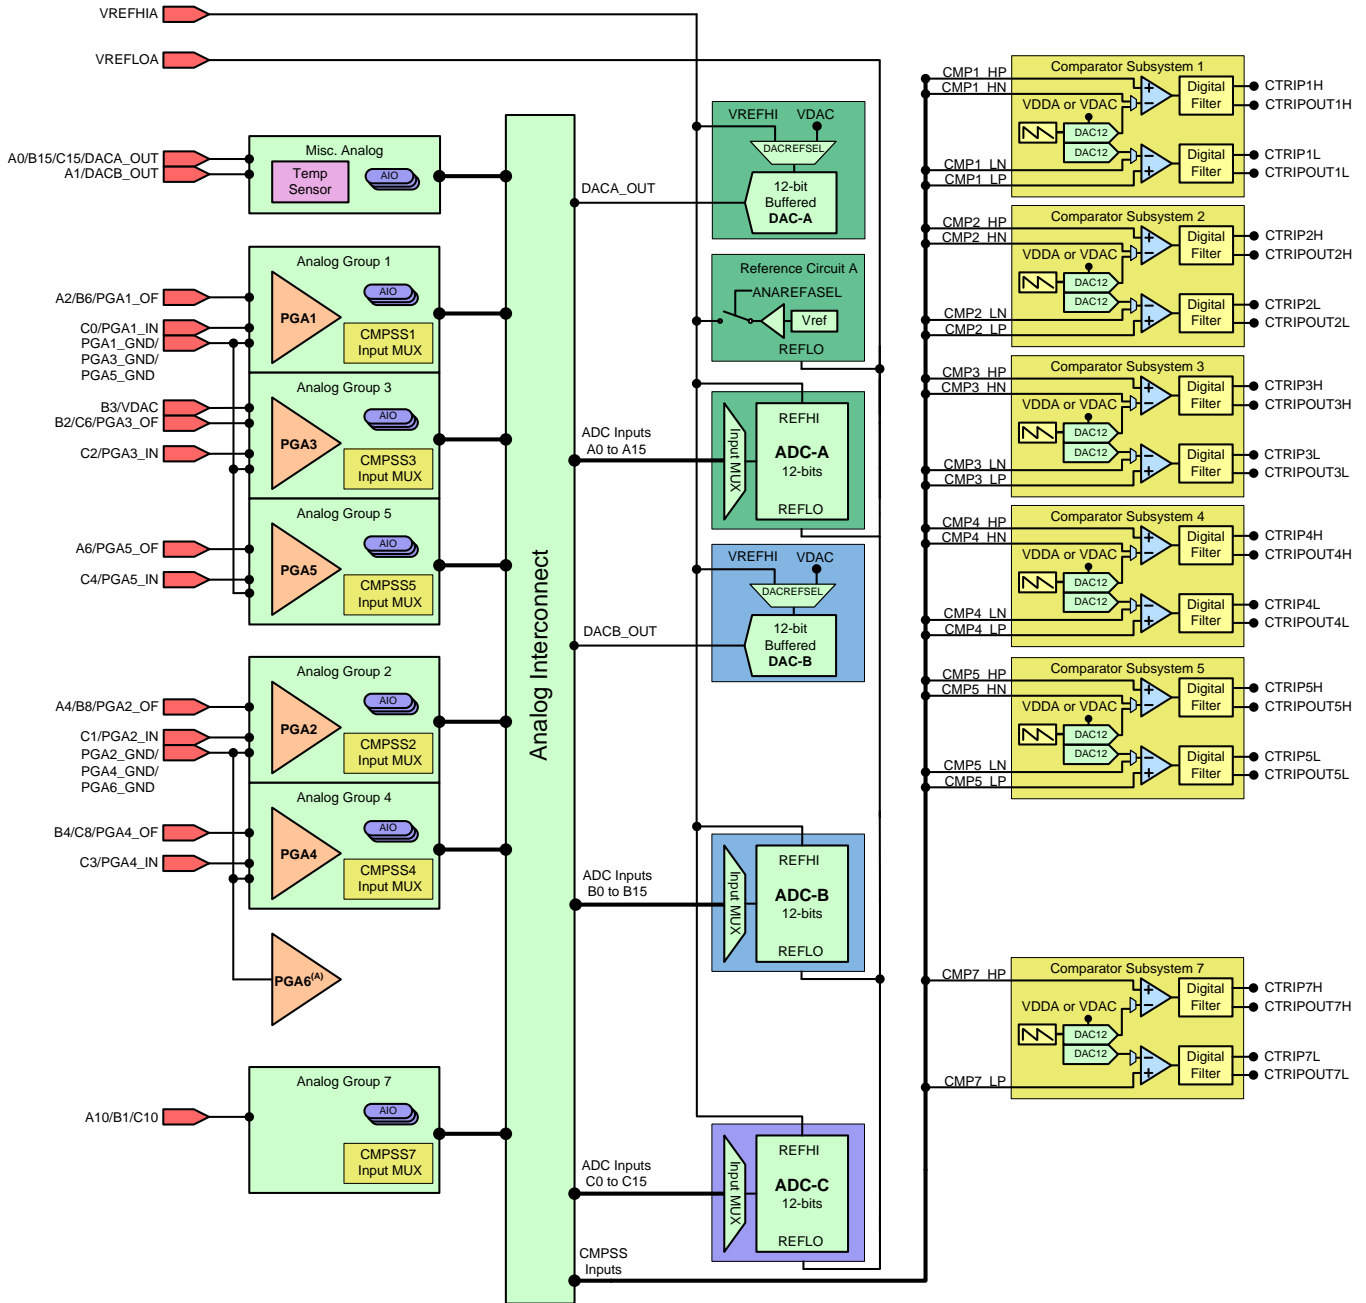 VREFHIA
VREFLOA
Misc. Analog
A0/B15/C15/DACA_OUT
A1/DACB_OUT
Temp
Sensor
AIO
Analog Group 1
A2/B6/PGA1_OF
C0/PGA1_IN
PGA1_GND/
PGA3_GND/
PGA5_GND
PGA1
AIO
CMPSS1
Input MUX
Analog Group 3
B3/VDAC
B2/C6/PGA3_OF
C2/PGA3_IN
PGA3
AIO
CMPSS3
Input MUX
Analog Group 5
A6/PGA5_OF
C4/PGA5_IN
PGA5
AIO
CMPSS5
Input MUX
Analog Group 2
A4/B8/PGA2_OF
C1/PGA2_IN
PGA2_GND/
PGA4_GND/
PGA6_GND
PGA2
AIO
CMPSS2
Input MUX
Analog Group 4
B4/C8/PGA4_OF
C3/PGA4_IN
PGA4
AIO
CMPSS4
Input MUX
PGA6(A)
Analog Group 7
A10/B1/C10
AIO
CMPSS7
Input MUX
Analog Interconnect
DACA_OUT
ADC Inputs
A0 to A15
DACB_OUT
ADC Inputs
B0 to B15
ADC Inputs
C0 to C15
CMPSS
Inputs
VREFHI
VDAC
DACREFSEL
12-bit
Buffered
DAC-A
Reference Circuit A
ANAREFASEL
Vref
REFLO
Input MUX
REFHI
ADC-A
12-bits
REFLO
VREFHI
VDAC
DACREFSEL
12-bit
Buffered
DAC-B
Input MUX
REFHI
ADC-B
12-bits
REFLO
Input MUX
REFHI
ADC-C
12-bits
REFLO
Comparator Subsystem 1
CMP1_HP
CMP1_HN
VDDA or VDAC
DAC12
DAC12
CMP1_LN
CMP1_LP
Digital
Filter
Digital
Filter
CTRIP1H
CTRIPOUT1H
CTRIP1L
CTRIPOUT1L
Comparator Subsystem 2
CMP2_HP
CMP2_HN
VDDA or VDAC
DAC12
DAC12
CMP2_LN
CMP2_LP
Digital
Filter
Digital
Filter
CTRIP2H
CTRIPOUT2H
CTRIP2L
CTRIPOUT2L
Comparator Subsystem 3
CMP3_HP
CMP3_HN
VDDA or VDAC
DAC12
DAC12
CMP3_LN
CMP3_LP
Digital
Filter
Digital
Filter
CTRIP3H
CTRIPOUT3H
CTRIP3L
CTRIPOUT3L
Comparator Subsystem 4
CMP4_HP
CMP4_HN
VDDA or VDAC
DAC12
DAC12
CMP4_LN
CMP4_LP
Digital
Filter
Digital
Filter
CTRIP4H
CTRIPOUT4H
CTRIP4L
CTRIPOUT4L
Comparator Subsystem 5
CMP5_HP
CMP5_HN
VDDA or VDAC
DAC12
DAC12
CMP5_LN
CMP5_LP
Digital
Filter
Digital
Filter
CTRIP5H
CTRIPOUT5H
CTRIP5L
CTRIPOUT5L
Comparator Subsystem 7
CMP7_HP
VDDA or VDAC
DAC12
DAC12
CMP7_LP
Digital
Filter
Digital
Filter
CTRIP7H
CTRIPOUT7H
CTRIP7L
CTRIPOUT7L